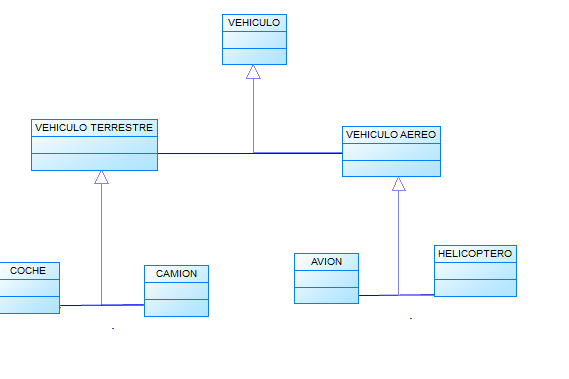 VEHICULO
VEHICULO TERRESTRE
VEHICULO AEREO
COCHE
CAMION
AVION
HELICOPTERO